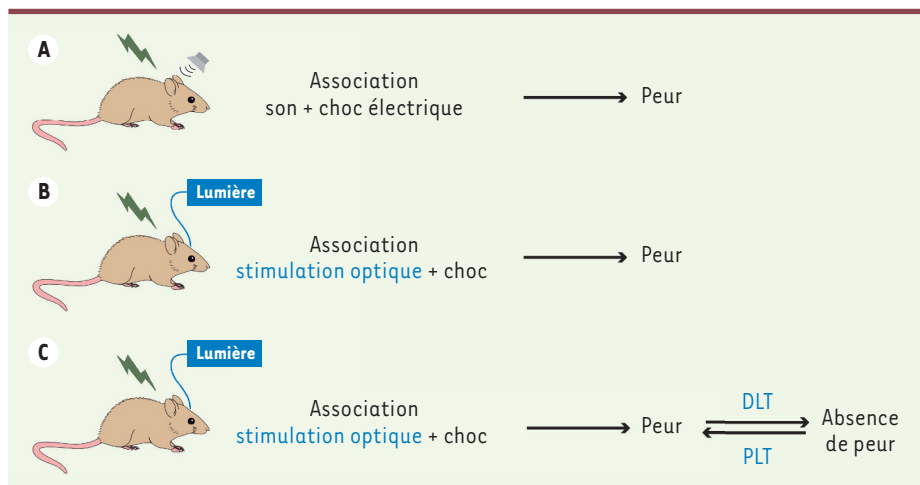 A
Association
son + choc électrique
Peur
B
Lumière
Association
stimulation optique + choc
Peur
C
Lumière
Association
stimulation optique + choc
Peur
DLT
PLT
Absence
de peur